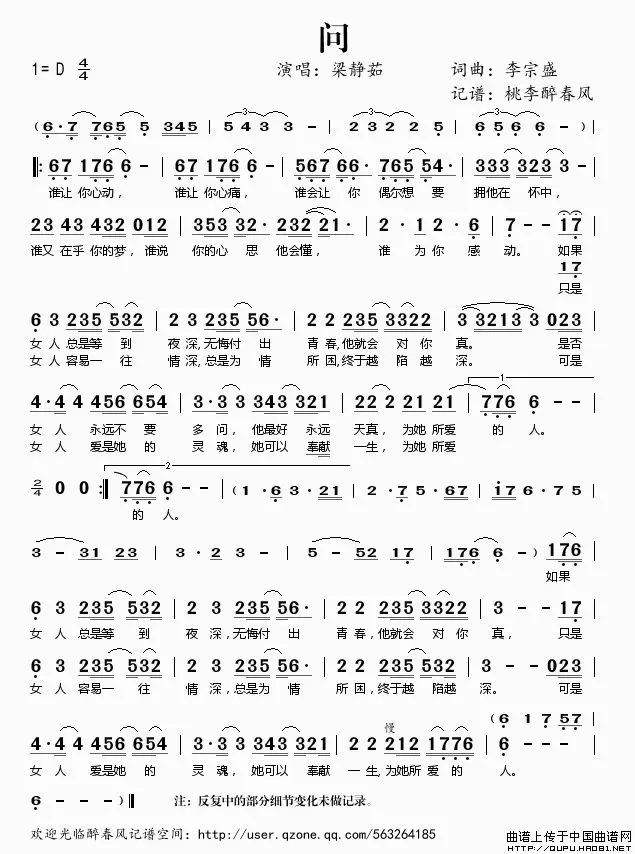 问
1=D 4/4 演唱：梁静茹 词曲：李宗盛
记谱：桃李醉春风
(6·7 765 5 345 | 5 4 3 3 - | 2 3 2 2 5 | 6 5 6 6 -)
‖: 67 176 6 - | 67 176 6 - | 567 66· 765 54· | 333 323 3 -
谁让 你心动， 谁让 你心痛， 谁会让 你 偶尔想 要 拥他在 怀中，
23 43 432 012 | 353 32· 232 21· | 2 · 12 · 6 | 7 - - 17
谁又 在乎 你的梦，谁说 你的心 思 他会懂， 谁 为你 感 动。 如果
17
只是
6 3 235 532 | 2 3 235 56· | 2 2 235 3322 | 3 3213 3 023
女 人 总是等 到 夜 深，无悔付 出 青 春，他就会 对 你 真。 是否
女 人 容易一 往 情 深，总是为 情 所 困，终于越 陷 越 深。 可是
1
4·4 456 654 | 3·3 3 343 321 | 22 2 21 21 | 776 6 - -
女 人 永远不 要 多 问，他最好 永远 天真，为她 所爱 的 人。
女 人 爱是她 的 灵 魂，她可以 奉献 一生，为她 所爱
2
2/4 0 0 :‖ 776 6 - - | (1 · 6 3 · 21 | 2 · 7 5 · 67 | 176 · 7 5
的 人。
3 - 31 23 | 3 · 2 3 - | 5 - 52 17 | 176 6 -) 176
如果
6 3 235 532 | 2 3 235 56· | 2 2 235 3322 | 3 - - 17
女 人 总是等 到 夜 深，无悔付 出 青 春，他就会 对 你 真， 只是
6 3 235 532 | 2 3 235 56· | 2 2 235 532 | 3 - - 023
女 人 容易一 往 情 深，总是为 情 所 困，终于越 陷越 深。 可是
慢 (6 1 7 57
4·4 4 456 654 | 3·3 3 343 321 | 2 2 212 1776 | 6 - - -
女 人 爱是她 的 灵 魂，她可以 奉献 一 生，为她所 爱 的 人。
6 - -)‖ 注：反复中的部分细节变化未做记录。
欢迎光临醉春风记谱空间：http://user.qzone.qq.com/563264185
曲谱上传于中国曲谱网
HTTP://QUPU.HAO81.NET